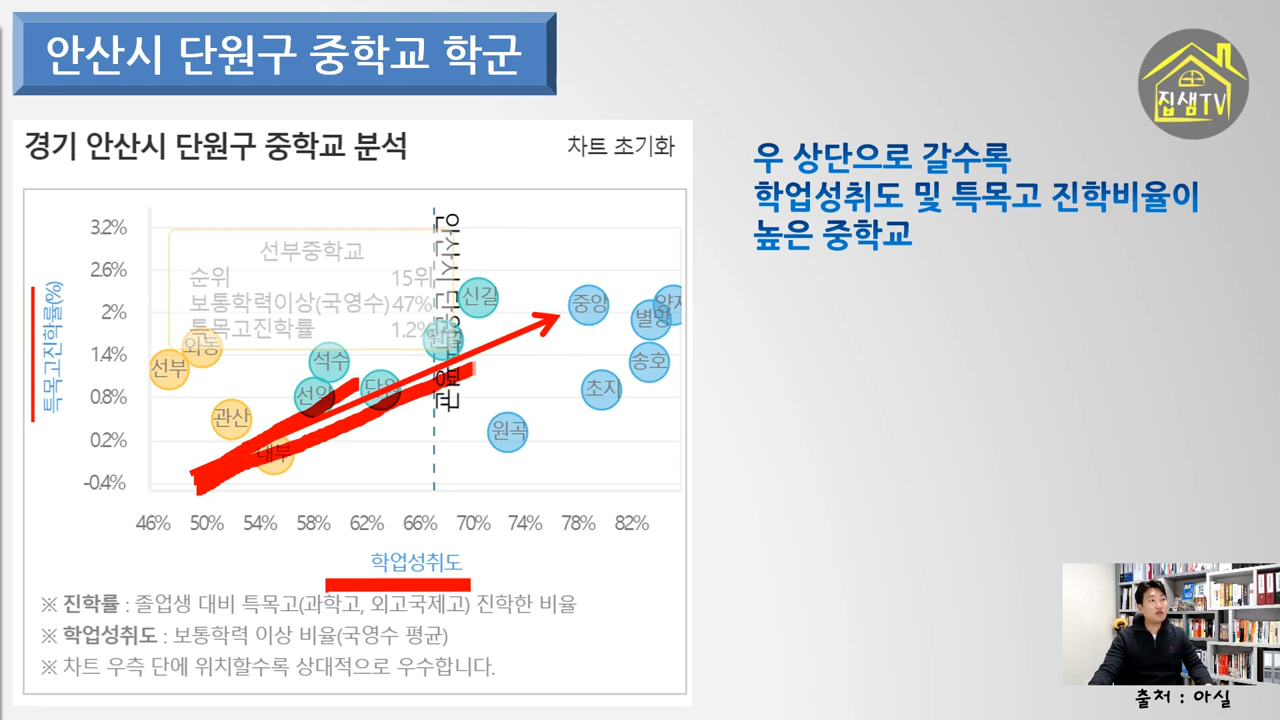 안산시 단원구 중학교 학군
집샘TV
경기 안산시 단원구 중학교 분석
차트 초기화
우 상단으로 갈수록
학업성취도 및 특목고 진학비율이
높은 중학교
특목고진학률(%)
3.2%
2.6%
2%
1.4%
0.8%
0.2%
-0.4%
선부중학교
순위 15위
보통학력이상(국영수) 47%
특목고진학률 1.2%
신길
중앙
별망
와동
선부
석수
송호
선일
단원
초지
관산
원곡
대부
46% 50% 54% 58% 62% 66% 70% 74% 78% 82%
학업성취도
※ 진학률 : 졸업생 대비 특목고(과학고, 외고국제고) 진학한 비율
※ 학업성취도 : 보통학력 이상 비율(국영수 평균)
※ 차트 우측 단에 위치할수록 상대적으로 우수합니다.
출처 : 아실